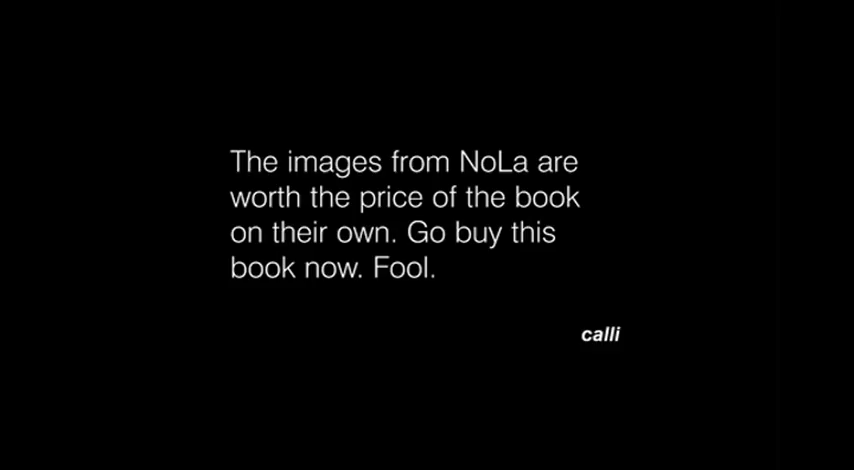 The images from NoLa are
worth the price of the book
on their own. Go buy this
book now. Fool.
calli